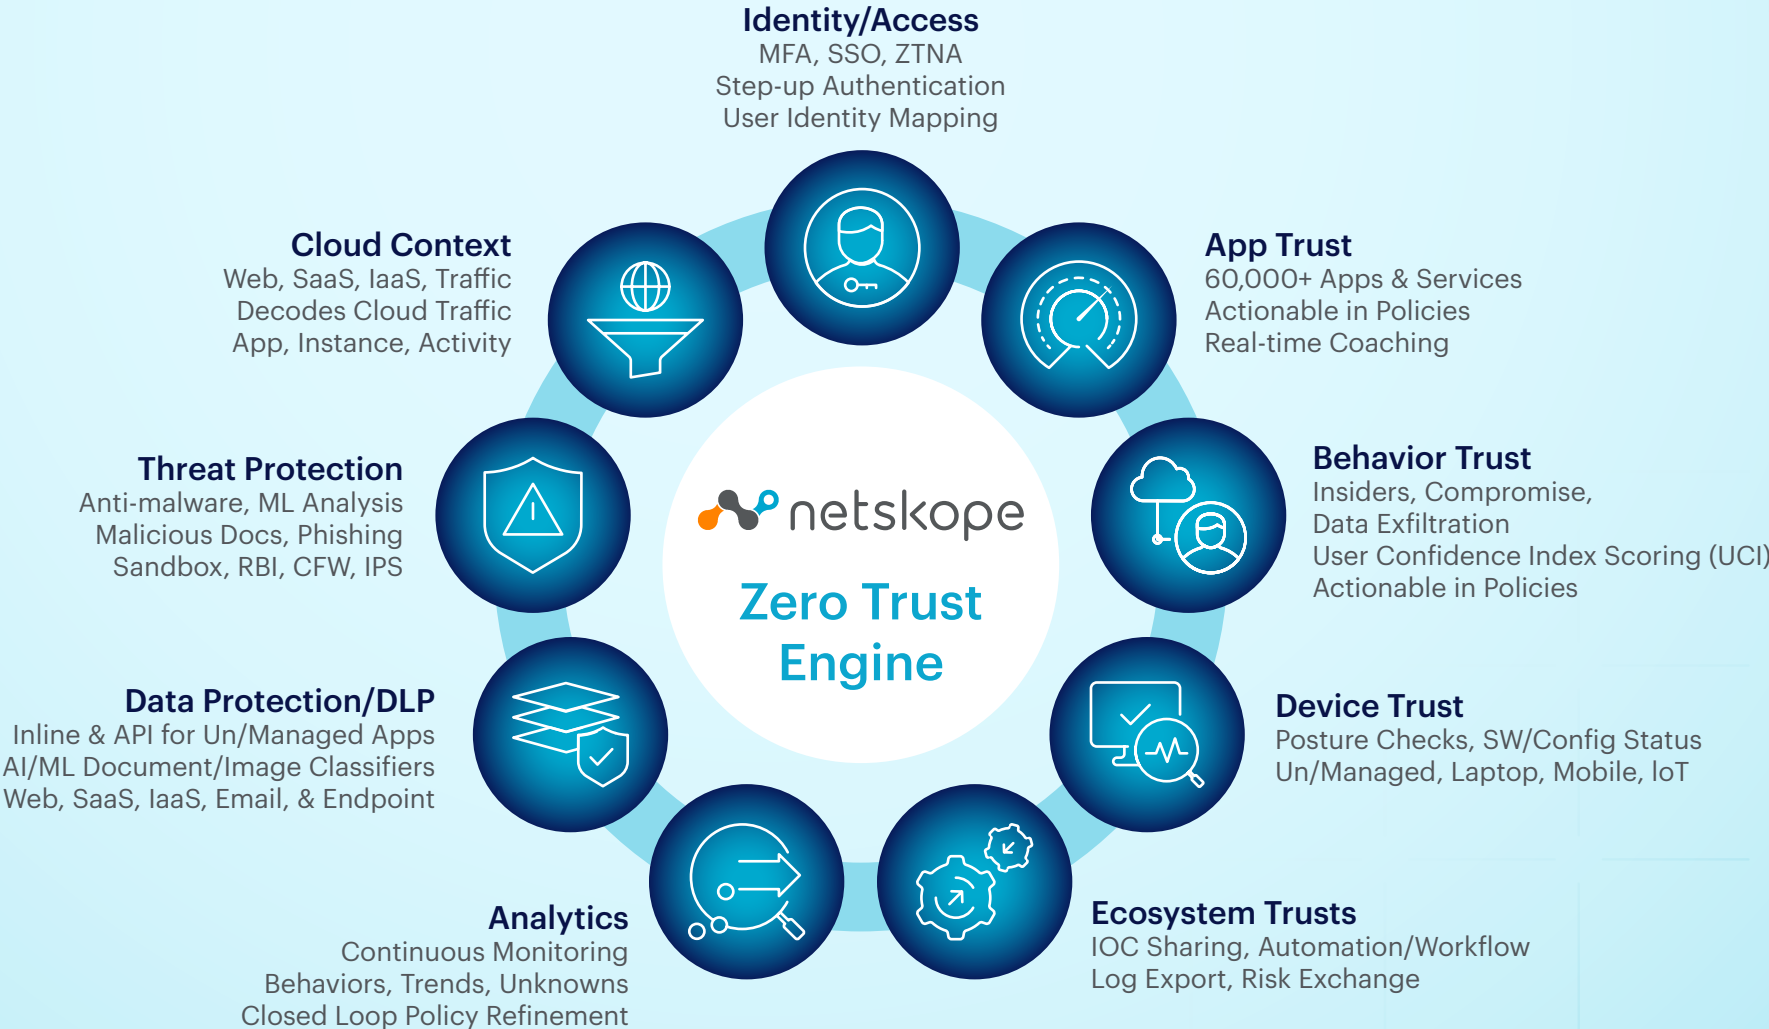 Identity/Access
MFA, SSO, ZTNA
Step-up Authentication
User Identity Mapping
Cloud Context
Web, SaaS, IaaS, Traffic
Decodes Cloud Traffic
App, Instance, Activity
App Trust
60,000+ Apps & Services
Actionable in Policies
Real-time Coaching
Threat Protection
Anti-malware, ML Analysis
Malicious Docs, Phishing
Sandbox, RBI, CFW, IPS
netskope
Zero Trust
Engine
Behavior Trust
Insiders, Compromise,
Data Exfiltration
User Confidence Index Scoring (UCI)
Actionable in Policies
Data Protection/DLP
Inline & API for Un/Managed Apps
AI/ML Document/Image Classifiers
Web, SaaS, IaaS, Email, & Endpoint
Device Trust
Posture Checks, SW/Config Status
Un/Managed, Laptop, Mobile, IoT
Analytics
Continuous Monitoring
Behaviors, Trends, Unknowns
Closed Loop Policy Refinement
Ecosystem Trusts
IOC Sharing, Automation/Workflow
Log Export, Risk Exchange